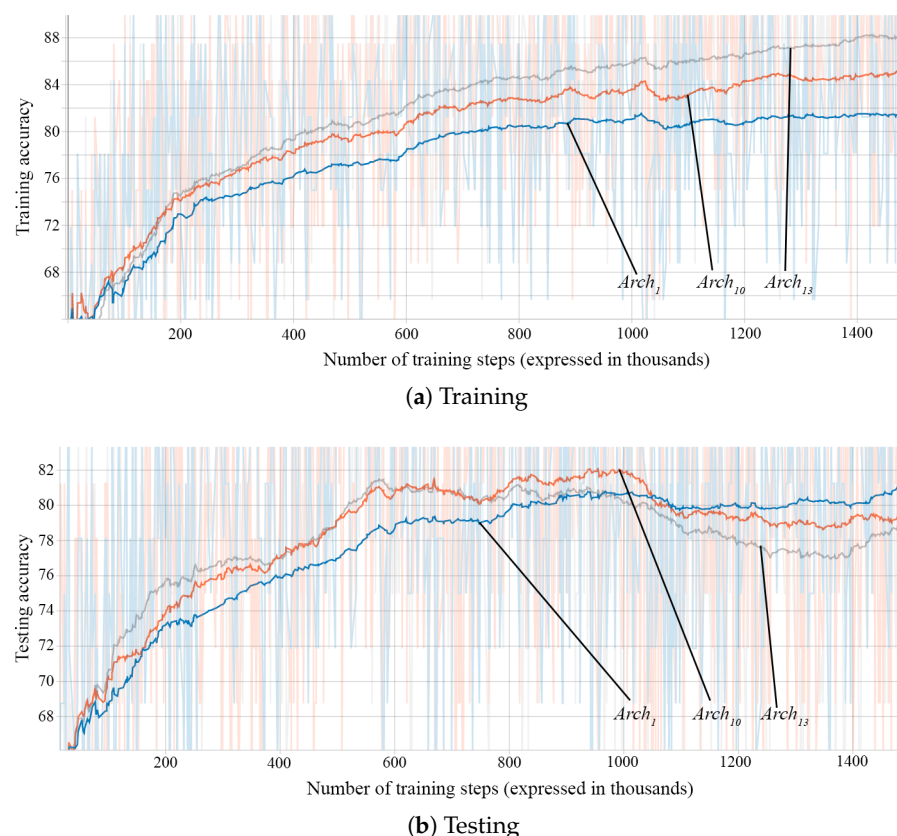 88
84
80
76
72
68
Training accuracy
Arch1 Arch10 Arch13
200 400 600 800 1000 1200 1400
Number of training steps (expressed in thousands)
(a) Training
82
80
78
76
74
72
70
68
Testing accuracy
Arch1 Arch10 Arch13
200 400 600 800 1000 1200 1400
Number of training steps (expressed in thousands)
(b) Testing